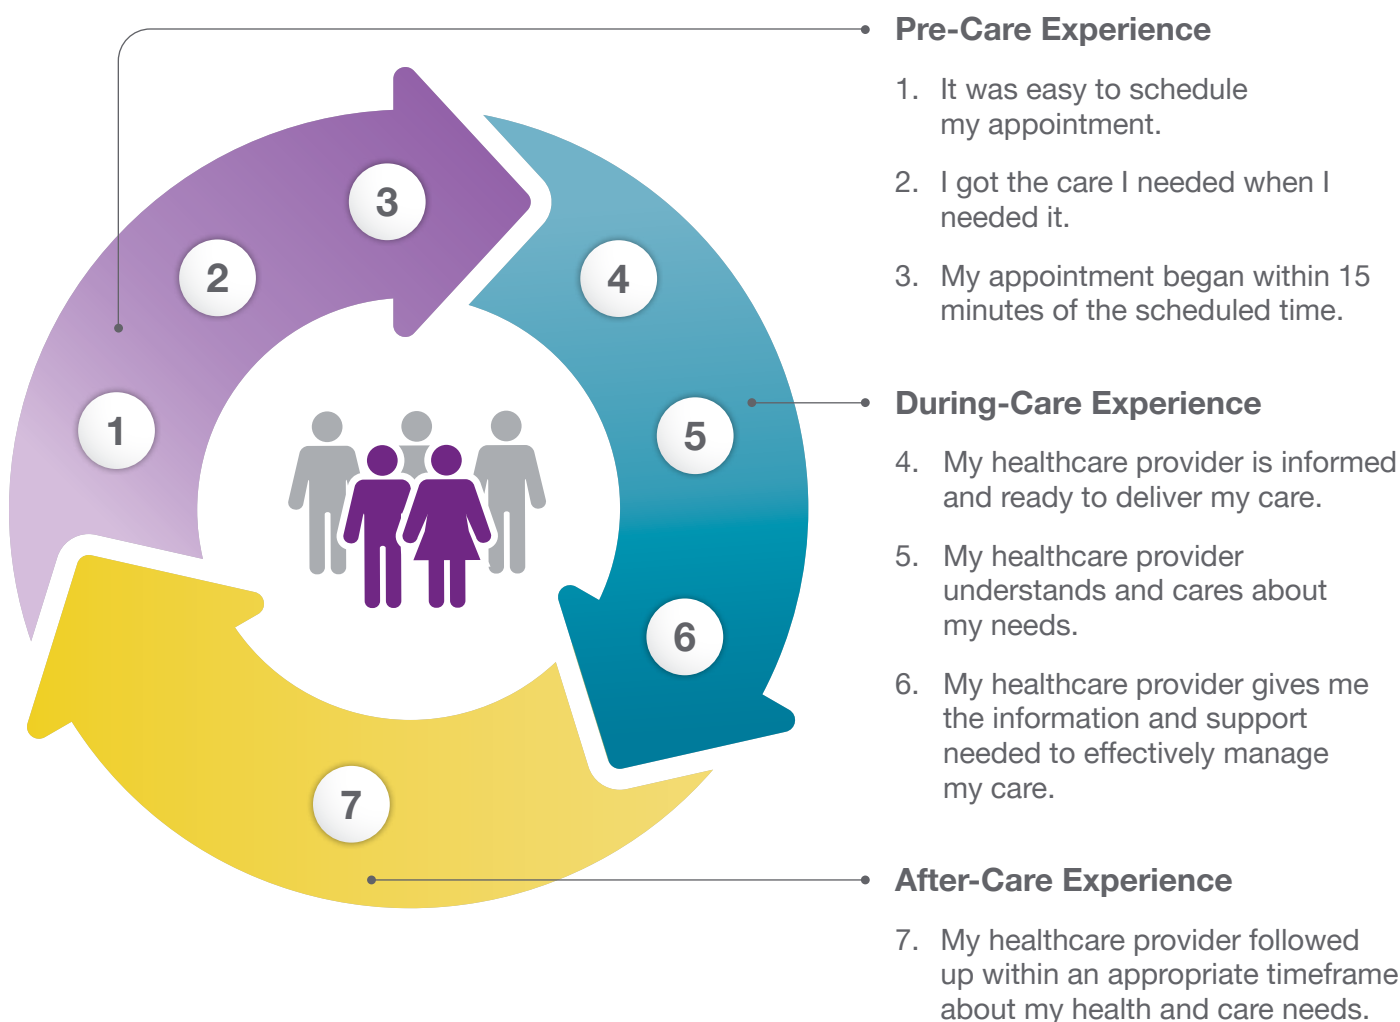 Pre-Care Experience
1. It was easy to schedule
my appointment.
2. I got the care I needed when I
needed it.
3. My appointment began within 15
minutes of the scheduled time.
During-Care Experience
4. My healthcare provider is informed
and ready to deliver my care.
5. My healthcare provider
understands and cares about
my needs.
6. My healthcare provider gives me
the information and support
needed to effectively manage
my care.
After-Care Experience
7. My healthcare provider followed
up within an appropriate timeframe
about my health and care needs.
1
2
3
4
5
6
7